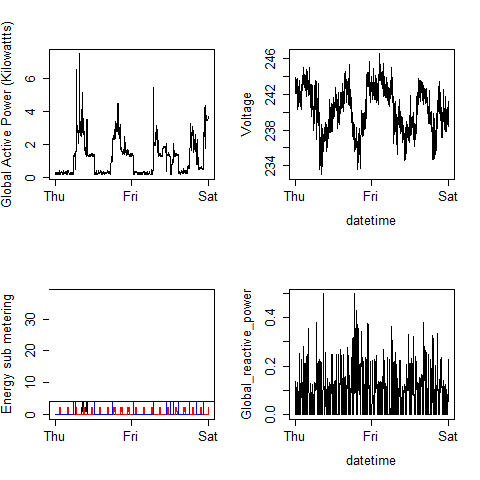 Global Active Power (Kilowattts)
0 2 4 6
Thu Fri Sat
Voltage
234 238 242 246
Thu Fri Sat
datetime
Energy sub metering
0 10 20 30
Thu Fri Sat
Global_reactive_power
0.0 0.2 0.4
Thu Fri Sat
datetime